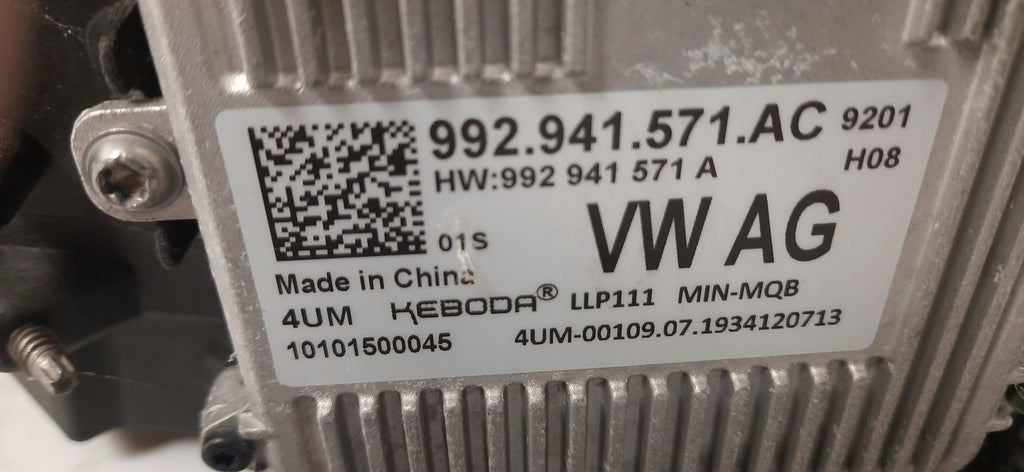 992.941.571.AC 9201
HW:992 941 571 A H08
01S VW AG
Made in China
4UM KEBODA® LLP111 MIN-MQB
10101500045 4UM-00109.07.1934120713